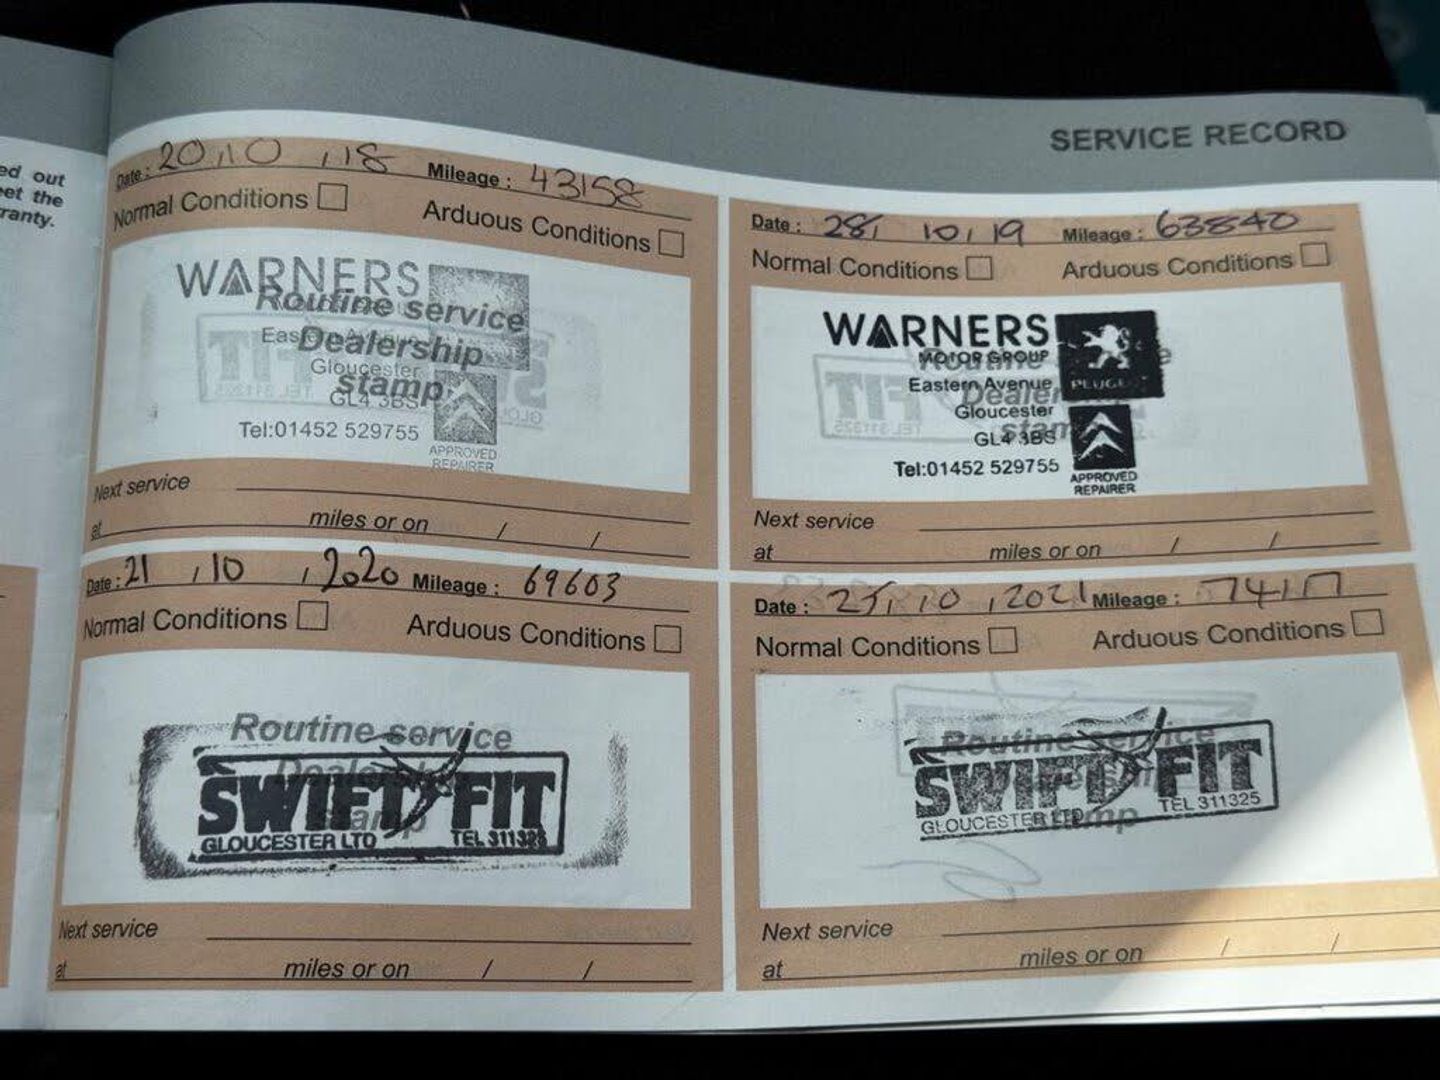 ed out
eet the
ranty.
SERVICE RECORD
Date : 20,10,18 Mileage : 43158
Normal Conditions
Arduous Conditions
WARNERS
Routine service
Dealership
Gloucester
stamp
GL4 3BS
Tel:01452 529755
APPROVED
REPAIRER
Next service
at miles or on / /
Date : 28, 10, 19 Mileage : 63840
Normal Conditions
Arduous Conditions
WARNERS
MOTOR GROUP
PEUGEOT
Eastern Avenue
Gloucester
GL4 3BS
Tel:01452 529755
APPROVED
REPAIRER
Next service
at miles or on / /
Date : 21, 10, 2020 Mileage : 69603
Normal Conditions
Arduous Conditions
Routine service
SWIFT FIT
GLOUCESTER LTD TEL 311325
Next service
at miles or on / /
Date : 10, 2021 Mileage : 74117
Normal Conditions
Arduous Conditions
Routine service
SWIFT FIT
GLOUCESTER LTD TEL 311325
stamp
Next service
at miles or on / /